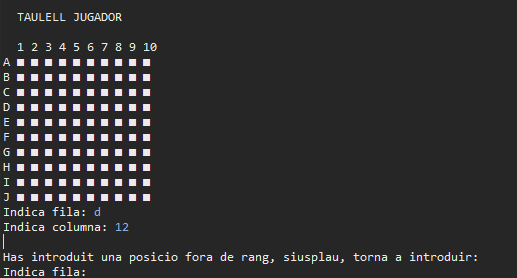 TAULELL JUGADOR
1 2 3 4 5 6 7 8 9 10
A ■ ■ ■ ■ ■ ■ ■ ■ ■ ■
B ■ ■ ■ ■ ■ ■ ■ ■ ■ ■
C ■ ■ ■ ■ ■ ■ ■ ■ ■ ■
D ■ ■ ■ ■ ■ ■ ■ ■ ■ ■
E ■ ■ ■ ■ ■ ■ ■ ■ ■ ■
F ■ ■ ■ ■ ■ ■ ■ ■ ■ ■
G ■ ■ ■ ■ ■ ■ ■ ■ ■ ■
H ■ ■ ■ ■ ■ ■ ■ ■ ■ ■
I ■ ■ ■ ■ ■ ■ ■ ■ ■ ■
J ■ ■ ■ ■ ■ ■ ■ ■ ■ ■
Indica fila: d
Indica columna: 12
Has introduit una posicio fora de rang, siusplau, torna a introduir:
Indica fila: